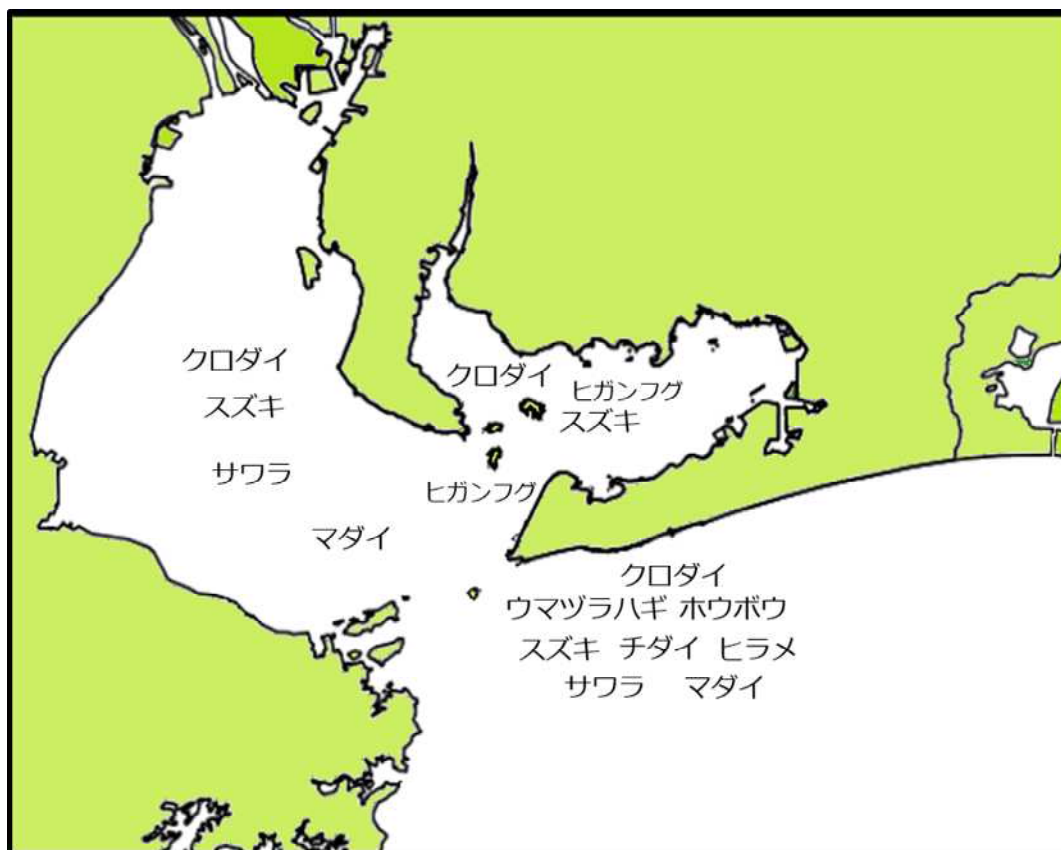 クロダイ
スズキ
サワラ
マダイ
クロダイ
ヒガンフグ
スズキ
ヒガンフグ
クロダイ
ウマヅラハギ ホウボウ
スズキ チダイ ヒラメ
サワラ マダイ